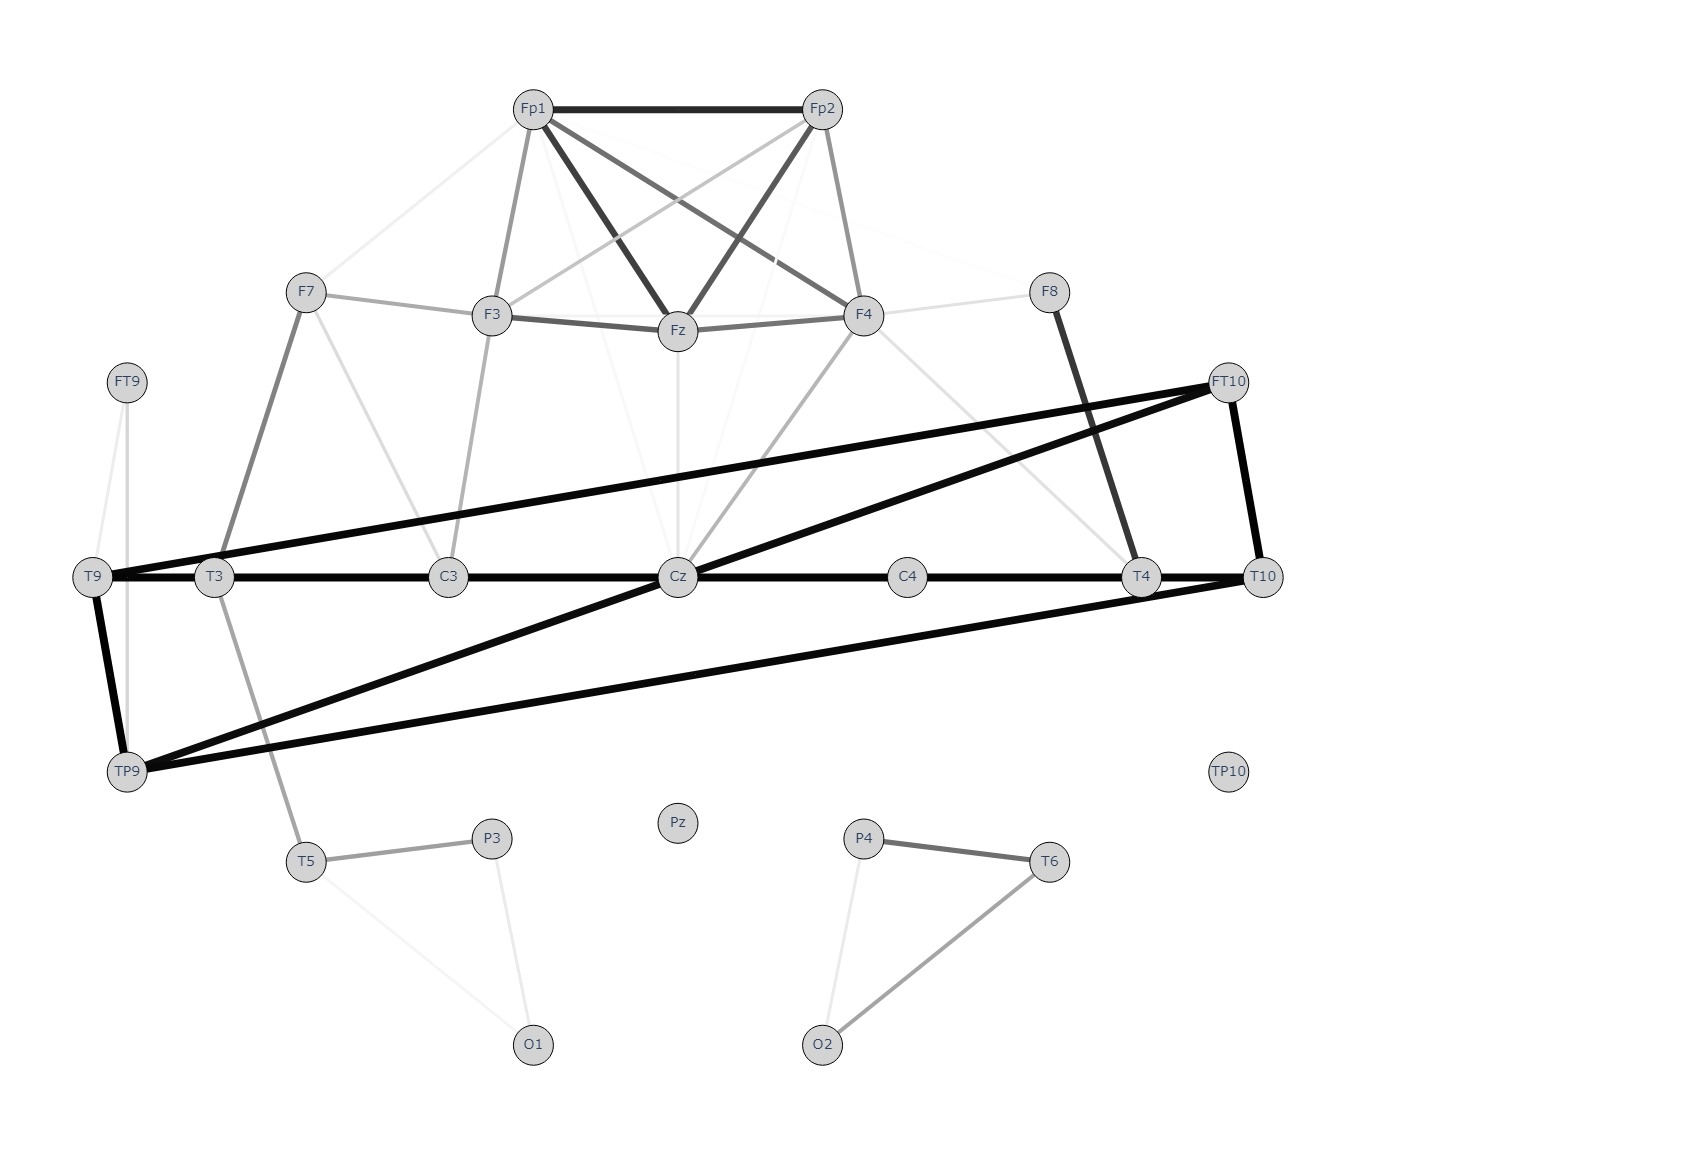 Fp1 Fp2
F7 F3 Fz F4 F8
FT9 FT10
T9 T3 C3 Cz C4 T4 T10
TP9 TP10
T5 P3 Pz P4 T6
O1 O2